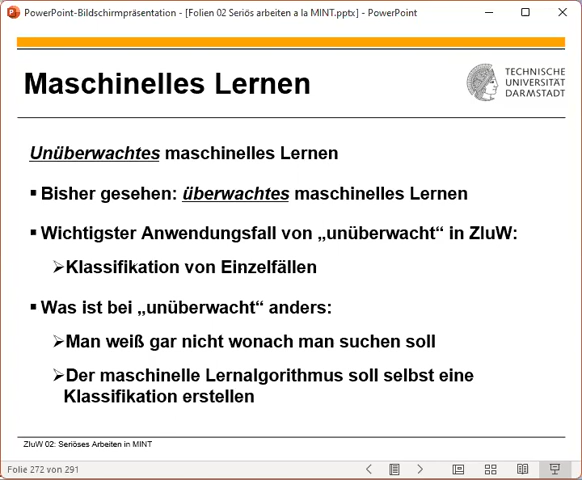 PowerPoint-Bildschirmpräsentation - [Folien 02 Seriös arbeiten a la MINT.pptx] - PowerPoint
Maschinelles Lernen
TECHNISCHE
UNIVERSITÄT
DARMSTADT
Unüberwachtes maschinelles Lernen
▪ Bisher gesehen: überwachtes maschinelles Lernen
▪ Wichtigster Anwendungsfall von „unüberwacht“ in ZluW:
➢Klassifikation von Einzelfällen
▪ Was ist bei „unüberwacht“ anders:
➢Man weiß gar nicht wonach man suchen soll
➢Der maschinelle Lernalgorithmus soll selbst eine
Klassifikation erstellen
ZluW 02: Seriöses Arbeiten in MINT
Folie 272 von 291